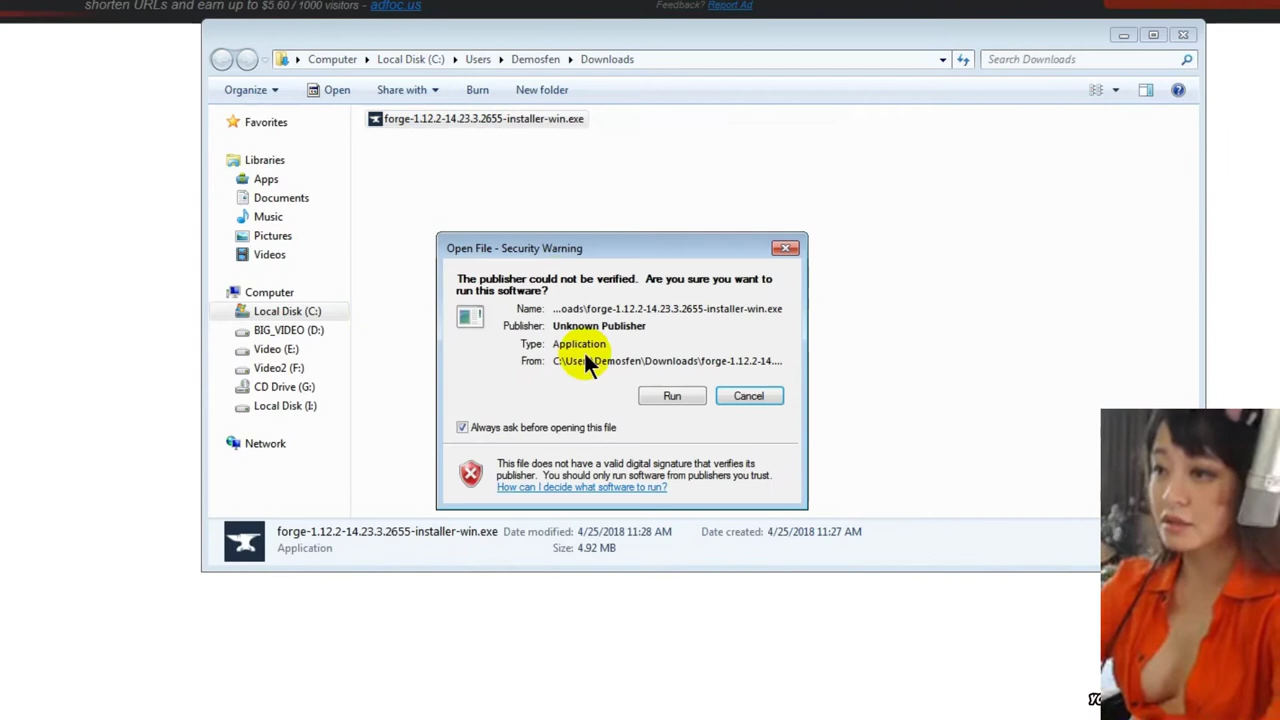 shorten URLs and earn up to $5.60 / 1000 visitors - adfoc.us
Feedback? Report Ad
Computer Local Disk (C:) Users Demosfen Downloads
Search Downloads
Organize Open Share with Burn New folder
Favorites
Libraries
Apps
Documents
Music
Pictures
Videos
Computer
Local Disk (C:)
BIG_VIDEO (D:)
Video (E:)
Video2 (F:)
CD Drive (G:)
Local Disk (I:)
Network
forge-1.12.2-14.23.3.2655-installer-win.exe
Open File - Security Warning
The publisher could not be verified. Are you sure you want to
run this software?
Name: ...oads\forge-1.12.2-14.23.3.2655-installer-win.exe
Publisher: Unknown Publisher
Type: Application
From: C:\Users\Demosfen\Downloads\forge-1.12.2-14....
Run Cancel
Always ask before opening this file
This file does not have a valid digital signature that verifies its
publisher. You should only run software from publishers you trust.
How can I decide what software to run?
forge-1.12.2-14.23.3.2655-installer-win.exe Date modified: 4/25/2018 11:28 AM Date created: 4/25/2018 11:27 AM
Application Size: 4.92 MB